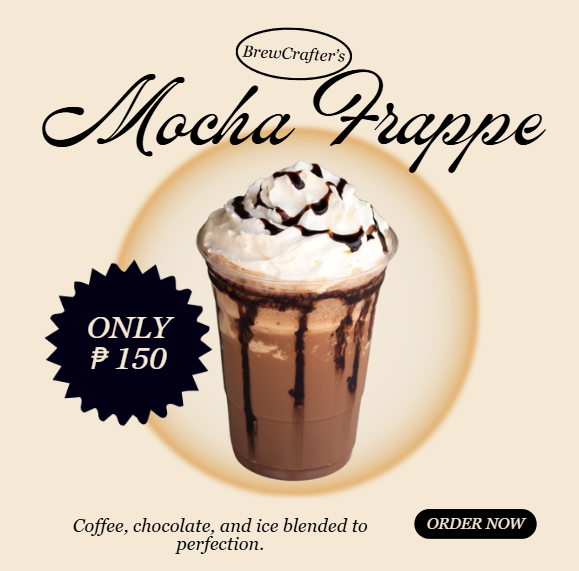 BrewCrafter's
Mocha Frappe
ONLY
₱ 150
Coffee, chocolate, and ice blended to
perfection.
ORDER NOW